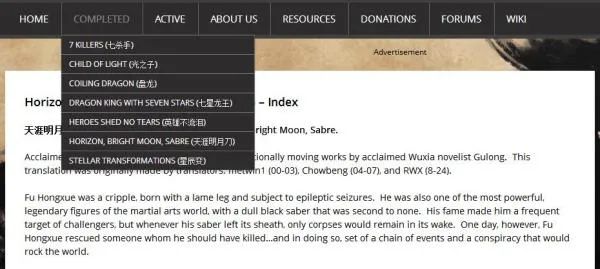 HOME COMPLETED ACTIVE ABOUT US RESOURCES DONATIONS FORUMS WIKI
7 KILLERS (七杀手)
CHILD OF LIGHT (光之子)
COILING DRAGON (盘龙)
DRAGON KING WITH SEVEN STARS (七星龙王)
HEROES SHED NO TEARS (英雄不流泪)
HORIZON, BRIGHT MOON, SABRE (天涯明月刀)
STELLAR TRANSFORMATIONS (星辰变)
Advertisement
Horizo – Index
天涯明月 right Moon, Sabre.
Acclaime tionally moving works by acclaimed Wuxia novelist Gulong. This
translation was originally made by translators: metwin1 (00-03), Chowbeng (04-07), and RWX (8-24).
Fu Hongxue was a cripple, born with a lame leg and subject to epileptic seizures. He was also one of the most powerful,
legendary figures of the martial arts world, with a dull black saber that was second to none. His fame made him a frequent
target of challengers, but whenever his saber left its sheath, only corpses would remain in its wake. One day, however, Fu
Hongxue rescued someone whom he should have killed...and in doing so, set of a chain of events and a conspiracy that would
rock the world.